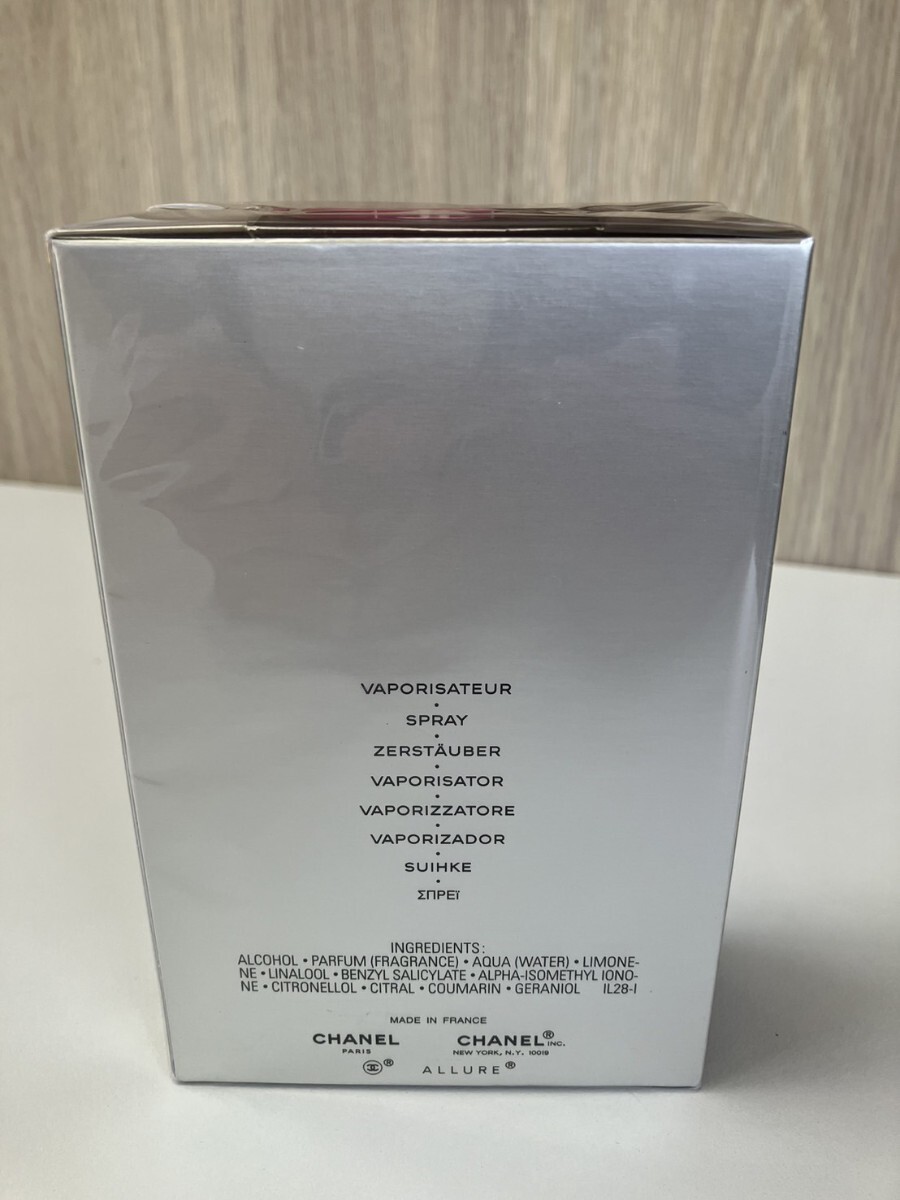 VAPORISATEUR
•
SPRAY
•
ZERSTÄUBER
•
VAPORISATOR
•
VAPORIZZATORE
•
VAPORIZADOR
•
SUIHKE
•
ΣΠΡΕΪ
INGREDIENTS:
ALCOHOL • PARFUM (FRAGRANCE) • AQUA (WATER) • LIMONE-
NE • LINALOOL • BENZYL SALICYLATE • ALPHA-ISOMETHYL IONO-
NE • CITRONELLOL • CITRAL • COUMARIN • GERANIOL IL28-I
MADE IN FRANCE
CHANEL CHANEL® INC.
PARIS NEW YORK, N.Y. 10019
® ALLURE®